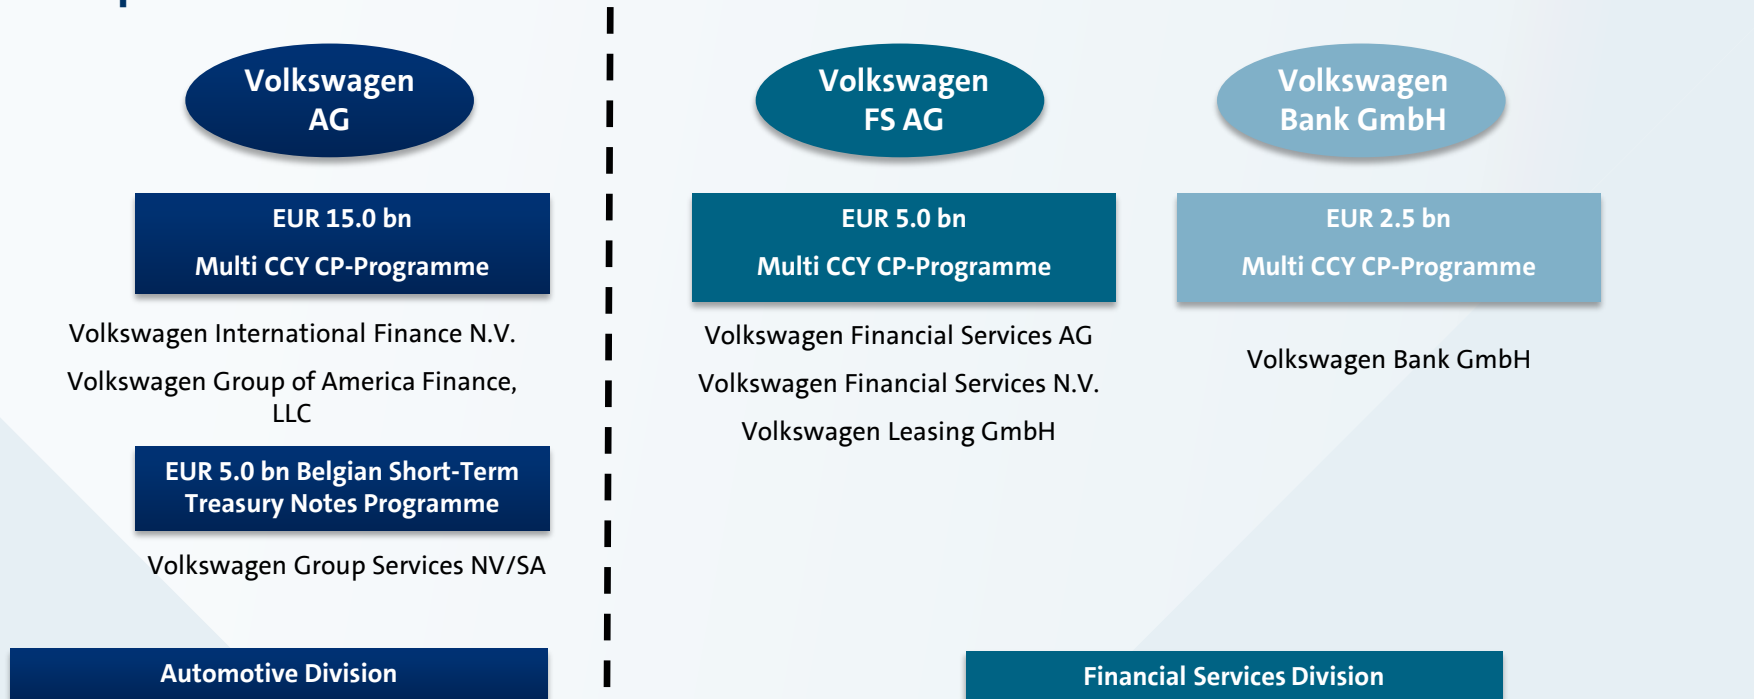 Volkswagen
AG
EUR 15.0 bn
Multi CCY CP-Programme
Volkswagen International Finance N.V.
Volkswagen Group of America Finance,
LLC
EUR 5.0 bn Belgian Short-Term
Treasury Notes Programme
Volkswagen Group Services NV/SA
Automotive Division
Volkswagen
FS AG
EUR 5.0 bn
Multi CCY CP-Programme
Volkswagen Financial Services AG
Volkswagen Financial Services N.V.
Volkswagen Leasing GmbH
Volkswagen
Bank GmbH
EUR 2.5 bn
Multi CCY CP-Programme
Volkswagen Bank GmbH
Financial Services Division